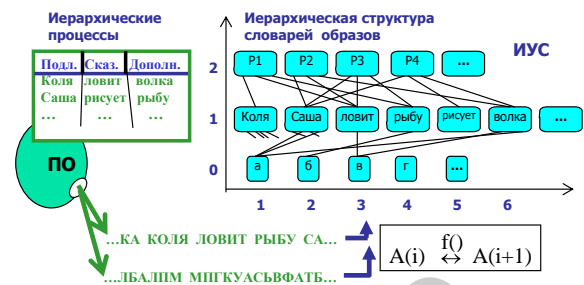 Иерархические
процессы
Подл. Сказ. Дополн.
Коля ловит волка
Саша рисует рыбу
… … …
ПО
Иерархическая структура
словарей образов
ИУС
2 P1 P2 P3 P4 ...
1 Коля Саша ловит рыбу рисует волка ...
0 а б в г ...
1 2 3 4 5 6
…КА КОЛЯ ЛОВИТ РЫБУ СА…
…ЛБАЛПМ МПГКУАСЬВФАТБ…
f()
A(i) ↔ A(i+1)